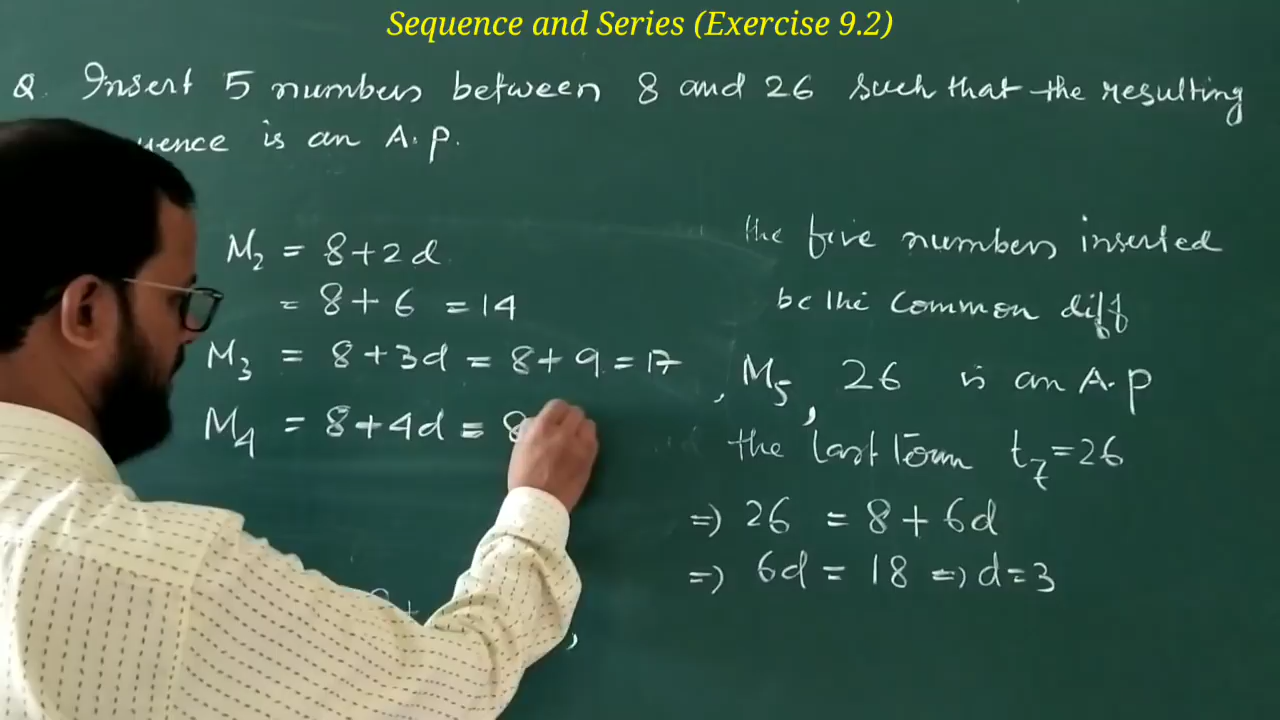 Sequence and Series (Exercise 9.2)
Q. Insert 5 numbers between 8 and 26 such that the resulting
uence is an A.P.
M₂ = 8+2d
= 8+6 = 14
M₃ = 8+3d = 8+9 = 17
M₄ = 8+4d = 8
8+
,
the five numbers inserted
be the common diff
, M₅, 26 is an A.P
the last term t₇=26
=) 26 = 8+6d
=) 6d = 18 =) d=3